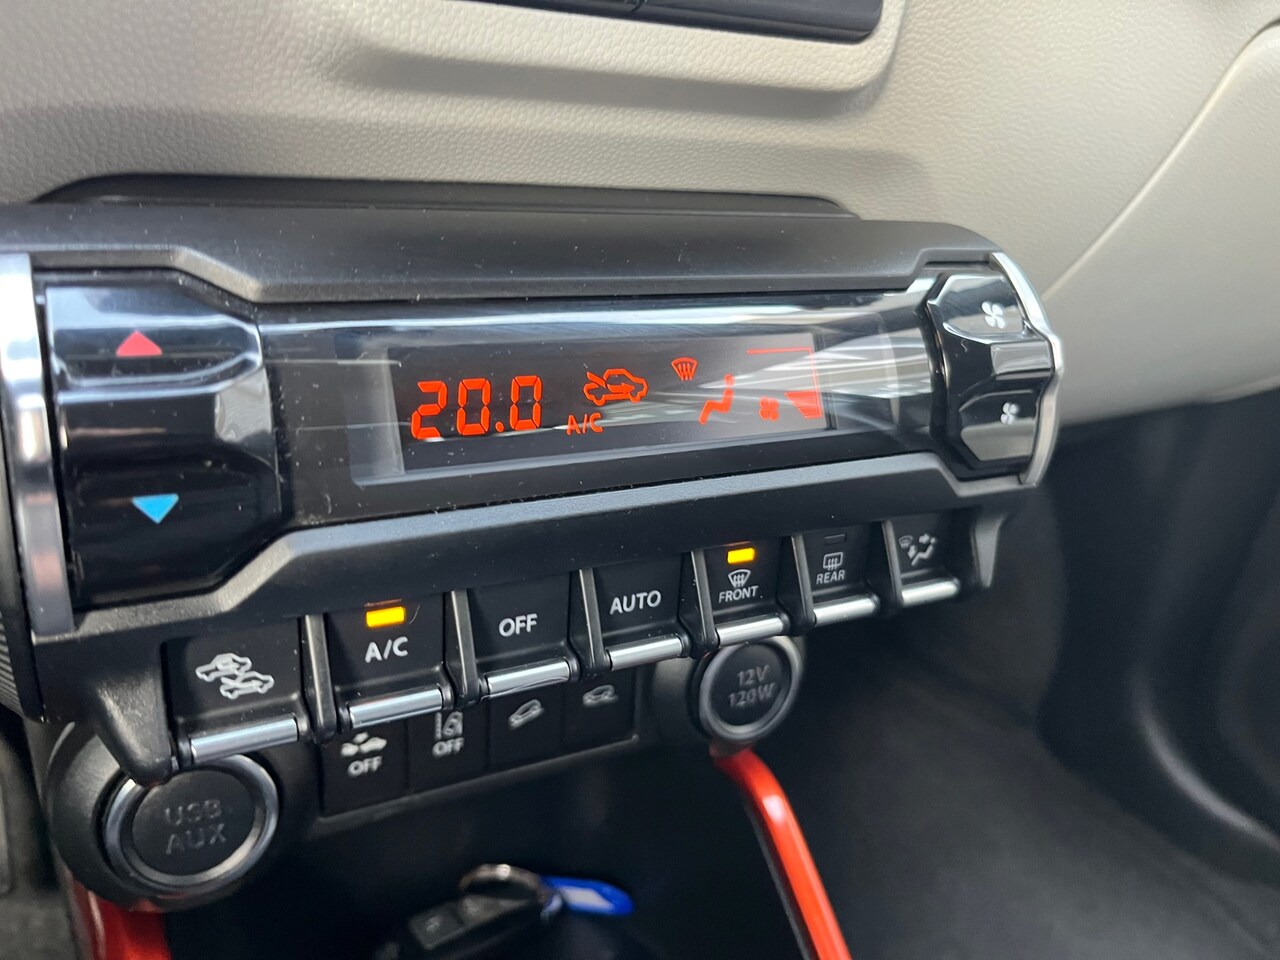 20.0
A/C
A/C
OFF
AUTO
FRONT
REAR
OFF
OFF
12V
120W
USB
AUX